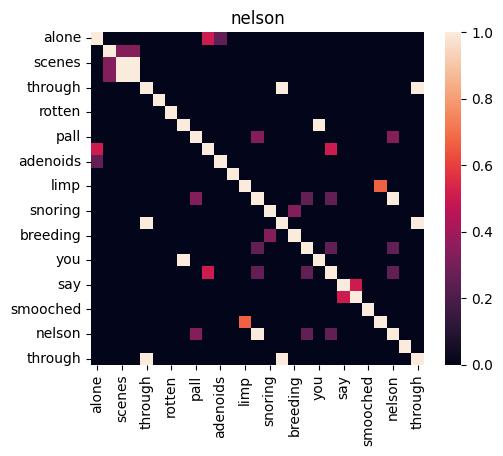 nelson
alone
scenes
through
rotten
pall
adenoids
limp
snoring
breeding
you
say
smooched
nelson
through
alone
scenes
through
rotten
pall
adenoids
limp
snoring
breeding
you
say
smooched
nelson
through
1.0
0.8
0.6
0.4
0.2
0.0